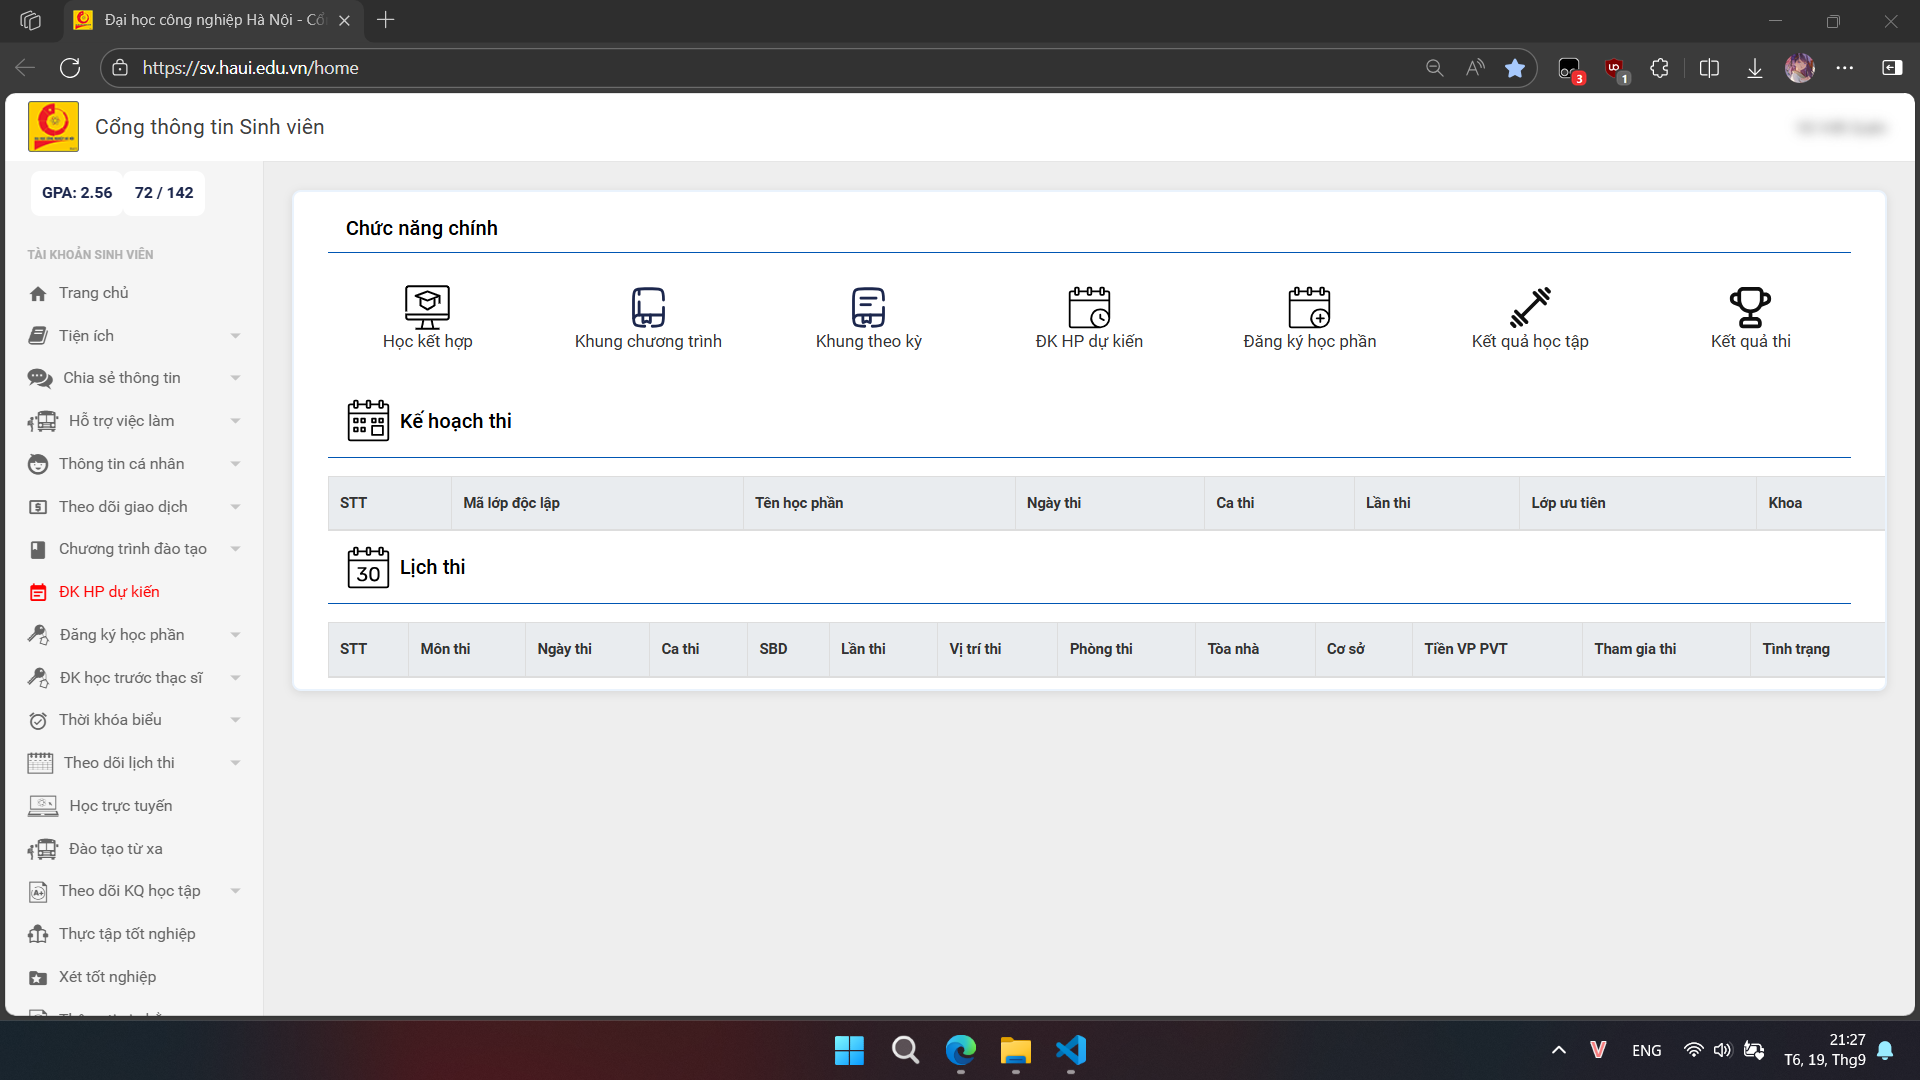 Đại học công nghiệp Hà Nội - Cổ
https://sv.haui.edu.vn/home
3
1
Cổng thông tin Sinh viên
GPA: 2.56
72 / 142
TÀI KHOẢN SINH VIÊN
Trang chủ
Tiện ích
Chia sẻ thông tin
Hỗ trợ việc làm
Thông tin cá nhân
Theo dõi giao dịch
Chương trình đào tạo
ĐK HP dự kiến
Đăng ký học phần
ĐK học trước thạc sĩ
Thời khóa biểu
Theo dõi lịch thi
Học trực tuyến
Đào tạo từ xa
Theo dõi KQ học tập
Thực tập tốt nghiệp
Xét tốt nghiệp
Chức năng chính
Học kết hợp
Khung chương trình
Khung theo kỳ
ĐK HP dự kiến
Đăng ký học phần
Kết quả học tập
Kết quả thi
Kế hoạch thi
STT Mã lớp độc lập Tên học phần Ngày thi Ca thi Lần thi Lớp ưu tiên Khoa
30 Lịch thi
STT Môn thi Ngày thi Ca thi SBD Lần thi Vị trí thi Phòng thi Tòa nhà Cơ sở Tiền VP PVT Tham gia thi Tình trạng
V
ENG
21:27
T6, 19, Thg9